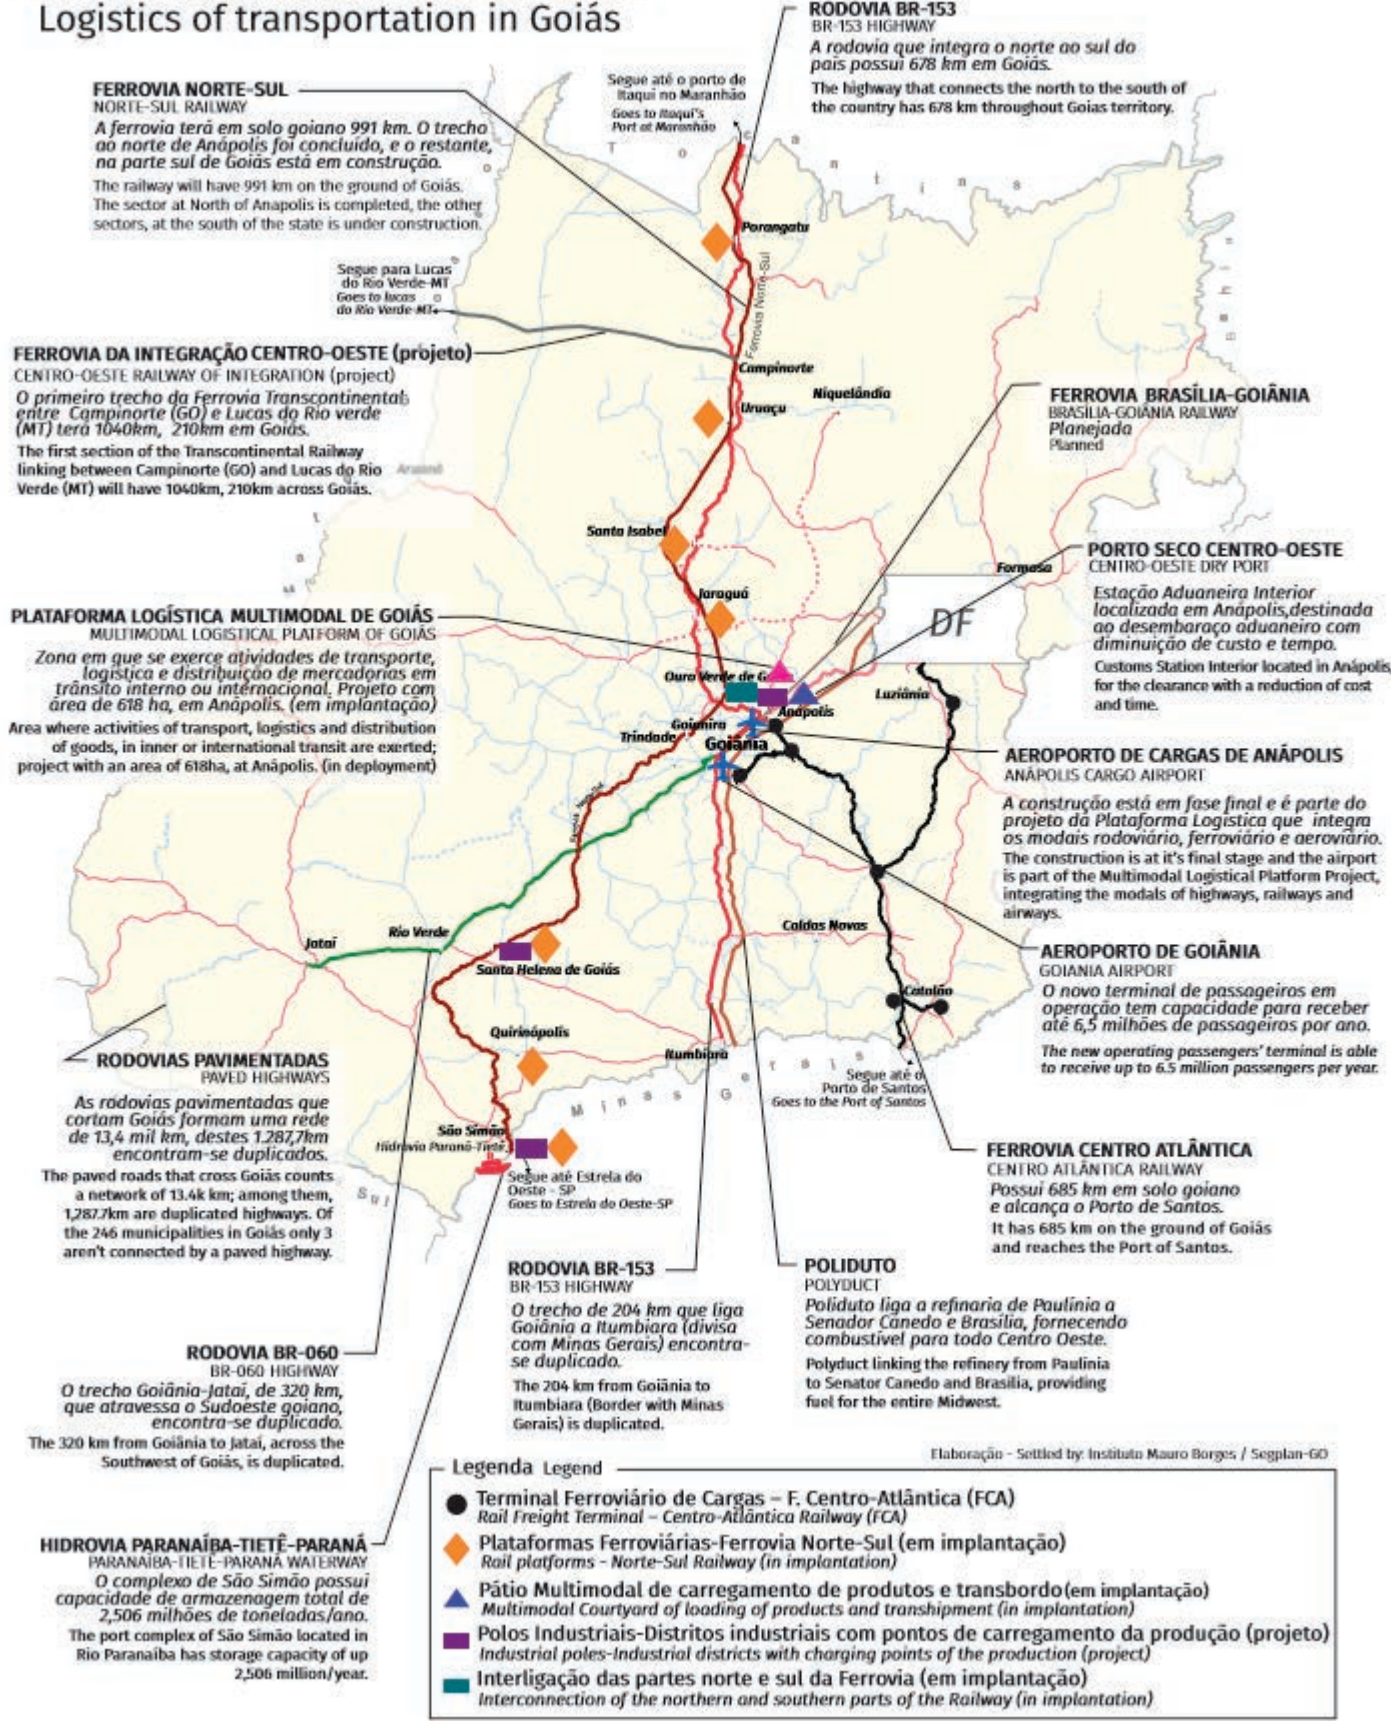 Logistics of transportation in Goiás
RODOVIA BR-153
BR-153 HIGHWAY
A rodovia que integra o norte ao sul do
país possui 678 km em Goiás.
The highway that connects the north to the south of
the country has 678 km throughout Goias territory.
Segue até o porto de
Itaqui no Maranhão
Goes to Itaqui's
Port at Maranhão
FERROVIA NORTE-SUL
NORTE-SUL RAILWAY
A ferrovia terá em solo goiano 991 km. O trecho
ao norte de Anápolis foi concluído, e o restante,
na parte sul de Goiás está em construção.
The railway will have 991 km on the ground of Goiás.
The sector at North of Anapolis is completed, the other
sectors, at the south of the state is under construction.
T o c a n t i n s
Porangatu
Ferrovia Norte-Sul
B a h i a
Segue para Lucas
do Rio Verde-MT
Goes to lucas
do Rio Verde-MT
FERROVIA DA INTEGRAÇÃO CENTRO-OESTE (projeto)
CENTRO-OESTE RAILWAY OF INTEGRATION (project)
O primeiro trecho da Ferrovia Transcontinental
entre Campinorte (GO) e Lucas do Rio verde
(MT) terá 1040km, 210km em Goiás.
The first section of the Transcontinental Railway
linking between Campinorte (GO) and Lucas do Rio
Verde (MT) will have 1040km, 210km across Goiás.
Campinorte
Niquelândia
Uruaçu
FERROVIA BRASÍLIA-GOIÂNIA
BRASÍLIA-GOIÂNIA RAILWAY
Planejada
Planned
Santa Isabel
Formosa
Jaraguá
DF
PORTO SECO CENTRO-OESTE
CENTRO-OESTE DRY PORT
Estação Aduaneira Interior
localizada em Anápolis,destinada
ao desembaraço aduaneiro com
diminuição de custo e tempo.
Customs Station Interior located in Anápolis,
for the clearance with a reduction of cost
and time.
PLATAFORMA LOGÍSTICA MULTIMODAL DE GOIÁS
MULTIMODAL LOGISTICAL PLATFORM OF GOIÁS
Zona em que se exerce atividades de transporte,
logística e distribuição de mercadorias em
trânsito interno ou internacional. Projeto com
área de 618 ha, em Anápolis. (em implantação)
Area where activities of transport, logistics and distribution
of goods, in inner or international transit are exerted;
project with an area of 618ha, at Anápolis. (in deployment)
Ouro Verde de G
Luziânia
Anápolis
Goianira
Trindade
Goiânia
AEROPORTO DE CARGAS DE ANÁPOLIS
ANÁPOLIS CARGO AIRPORT
A construção está em fase final e é parte do
projeto da Plataforma Logística que integra
os modais rodoviário, ferroviário e aeroviário.
The construction is at it's final stage and the airport
is part of the Multimodal Logistical Platform Project,
integrating the modals of highways, railways and
airways.
Caldas Novas
Rio Verde
Jataí
Santa Helena de Goiás
AEROPORTO DE GOIÂNIA
GOIANIA AIRPORT
O novo terminal de passageiros em
operação tem capacidade para receber
até 6,5 milhões de passageiros por ano.
The new operating passengers' terminal is able
to receive up to 6.5 million passengers per year.
Catalão
Quirinópolis
Itumbiara
RODOVIAS PAVIMENTADAS
PAVED HIGHWAYS
As rodovias pavimentadas que
cortam Goiás formam uma rede
de 13,4 mil km, destes 1.287,7km
encontram-se duplicados.
The paved roads that cross Goiás counts
a network of 13.4k km; among them,
1,287.7km are duplicated highways. Of
the 246 municipalities in Goiás only 3
aren't connected by a paved highway.
M i n a s G e r a i s
Segue até o
Porto de Santos
Goes to the Port of Santos
São Simão
Hidrovia Paraná-Tietê
Segue até Estrela do
Oeste - SP
Goes to Estrela do Oeste-SP
S u l
FERROVIA CENTRO ATLÂNTICA
CENTRO ATLÂNTICA RAILWAY
Possui 685 km em solo goiano
e alcança o Porto de Santos.
It has 685 km on the ground of Goiás
and reaches the Port of Santos.
RODOVIA BR-153
BR-153 HIGHWAY
O trecho de 204 km que liga
Goiânia a Itumbiara (divisa
com Minas Gerais) encontra-
se duplicado.
The 204 km from Goiânia to
Itumbiara (Border with Minas
Gerais) is duplicated.
POLIDUTO
POLYDUCT
Poliduto liga a refinaria de Paulínia a
Senador Canedo e Brasília, fornecendo
combustível para todo Centro Oeste.
Polyduct linking the refinery from Paulínia
to Senator Canedo and Brasília, providing
fuel for the entire Midwest.
RODOVIA BR-060
BR-060 HIGHWAY
O trecho Goiânia-Jataí, de 320 km,
que atravessa o Sudoeste goiano,
encontra-se duplicado.
The 320 km from Goiânia to Jataí, across the
Southwest of Goiás, is duplicated.
HIDROVIA PARANAÍBA-TIETÊ-PARANÁ
PARANAÍBA-TIETÊ-PARANÁ WATERWAY
O complexo de São Simão possui
capacidade de armazenagem total de
2,506 milhões de toneladas/ano.
The port complex of São Simão located in
Rio Paranaíba has storage capacity of up
2,506 million/year.
Elaboração - Settled by: Instituto Mauro Borges / Segplan-GO
Legenda Legend
Terminal Ferroviário de Cargas – F. Centro-Atlântica (FCA)
Rail Freight Terminal – Centro-Atlântica Railway (FCA)
Plataformas Ferroviárias-Ferrovia Norte-Sul (em implantação)
Rail platforms - Norte-Sul Railway (in implantation)
Pátio Multimodal de carregamento de produtos e transbordo(em implantação)
Multimodal Courtyard of loading of products and transhipment (in implantation)
Polos Industriais-Distritos industriais com pontos de carregamento da produção (projeto)
Industrial poles-Industrial districts with charging points of the production (project)
Interligação das partes norte e sul da Ferrovia (em implantação)
Interconnection of the northern and southern parts of the Railway (in implantation)